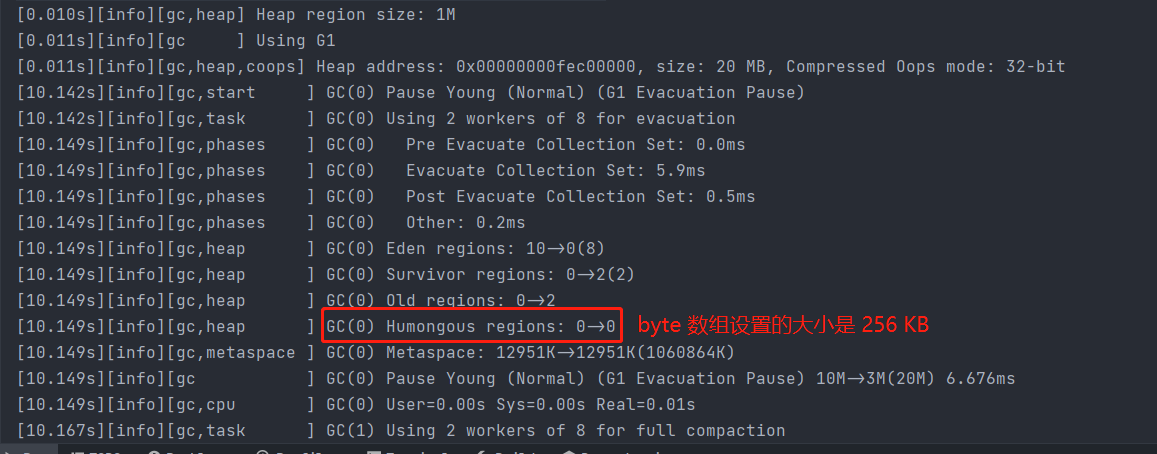 [0.010s][info][gc,heap] Heap region size: 1M
[0.011s][info][gc     ] Using G1
[0.011s][info][gc,heap,coops] Heap address: 0x00000000fec00000, size: 20 MB, Compressed Oops mode: 32-bit
[10.142s][info][gc,start     ] GC(0) Pause Young (Normal) (G1 Evacuation Pause)
[10.142s][info][gc,task      ] GC(0) Using 2 workers of 8 for evacuation
[10.149s][info][gc,phases    ] GC(0)   Pre Evacuate Collection Set: 0.0ms
[10.149s][info][gc,phases    ] GC(0)   Evacuate Collection Set: 5.9ms
[10.149s][info][gc,phases    ] GC(0)   Post Evacuate Collection Set: 0.5ms
[10.149s][info][gc,phases    ] GC(0)   Other: 0.2ms
[10.149s][info][gc,heap      ] GC(0) Eden regions: 10->0(8)
[10.149s][info][gc,heap      ] GC(0) Survivor regions: 0->2(2)
[10.149s][info][gc,heap      ] GC(0) Old regions: 0->2
[10.149s][info][gc,heap      ] GC(0) Humongous regions: 0->0 byte 数组设置的大小是 256 KB
[10.149s][info][gc,metaspace ] GC(0) Metaspace: 12951K->12951K(1060864K)
[10.149s][info][gc           ] GC(0) Pause Young (Normal) (G1 Evacuation Pause) 10M->3M(20M) 6.676ms
[10.149s][info][gc,cpu       ] GC(0) User=0.00s Sys=0.00s Real=0.01s
[10.167s][info][gc,task      ] GC(1) Using 2 workers of 8 for full compaction